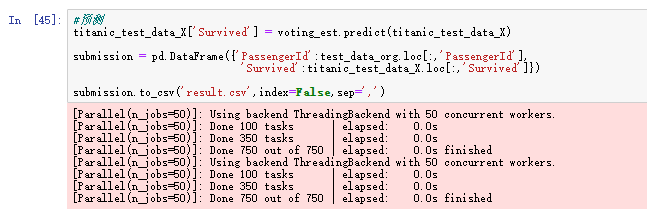 In [45]: #预测
titanic_test_data_X['Survived'] = voting_est.predict(titanic_test_data_X)
submission = pd.DataFrame({'PassengerId':test_data_org.loc[:,'PassengerId'],
'Survived':titanic_test_data_X.loc[:,'Survived']})
submission.to_csv('result.csv',index=False,sep=',')
[Parallel(n_jobs=50)]: Using backend ThreadingBackend with 50 concurrent workers.
[Parallel(n_jobs=50)]: Done 100 tasks | elapsed: 0.0s
[Parallel(n_jobs=50)]: Done 350 tasks | elapsed: 0.0s
[Parallel(n_jobs=50)]: Done 750 out of 750 | elapsed: 0.0s finished
[Parallel(n_jobs=50)]: Using backend ThreadingBackend with 50 concurrent workers.
[Parallel(n_jobs=50)]: Done 100 tasks | elapsed: 0.0s
[Parallel(n_jobs=50)]: Done 350 tasks | elapsed: 0.0s
[Parallel(n_jobs=50)]: Done 750 out of 750 | elapsed: 0.0s finished